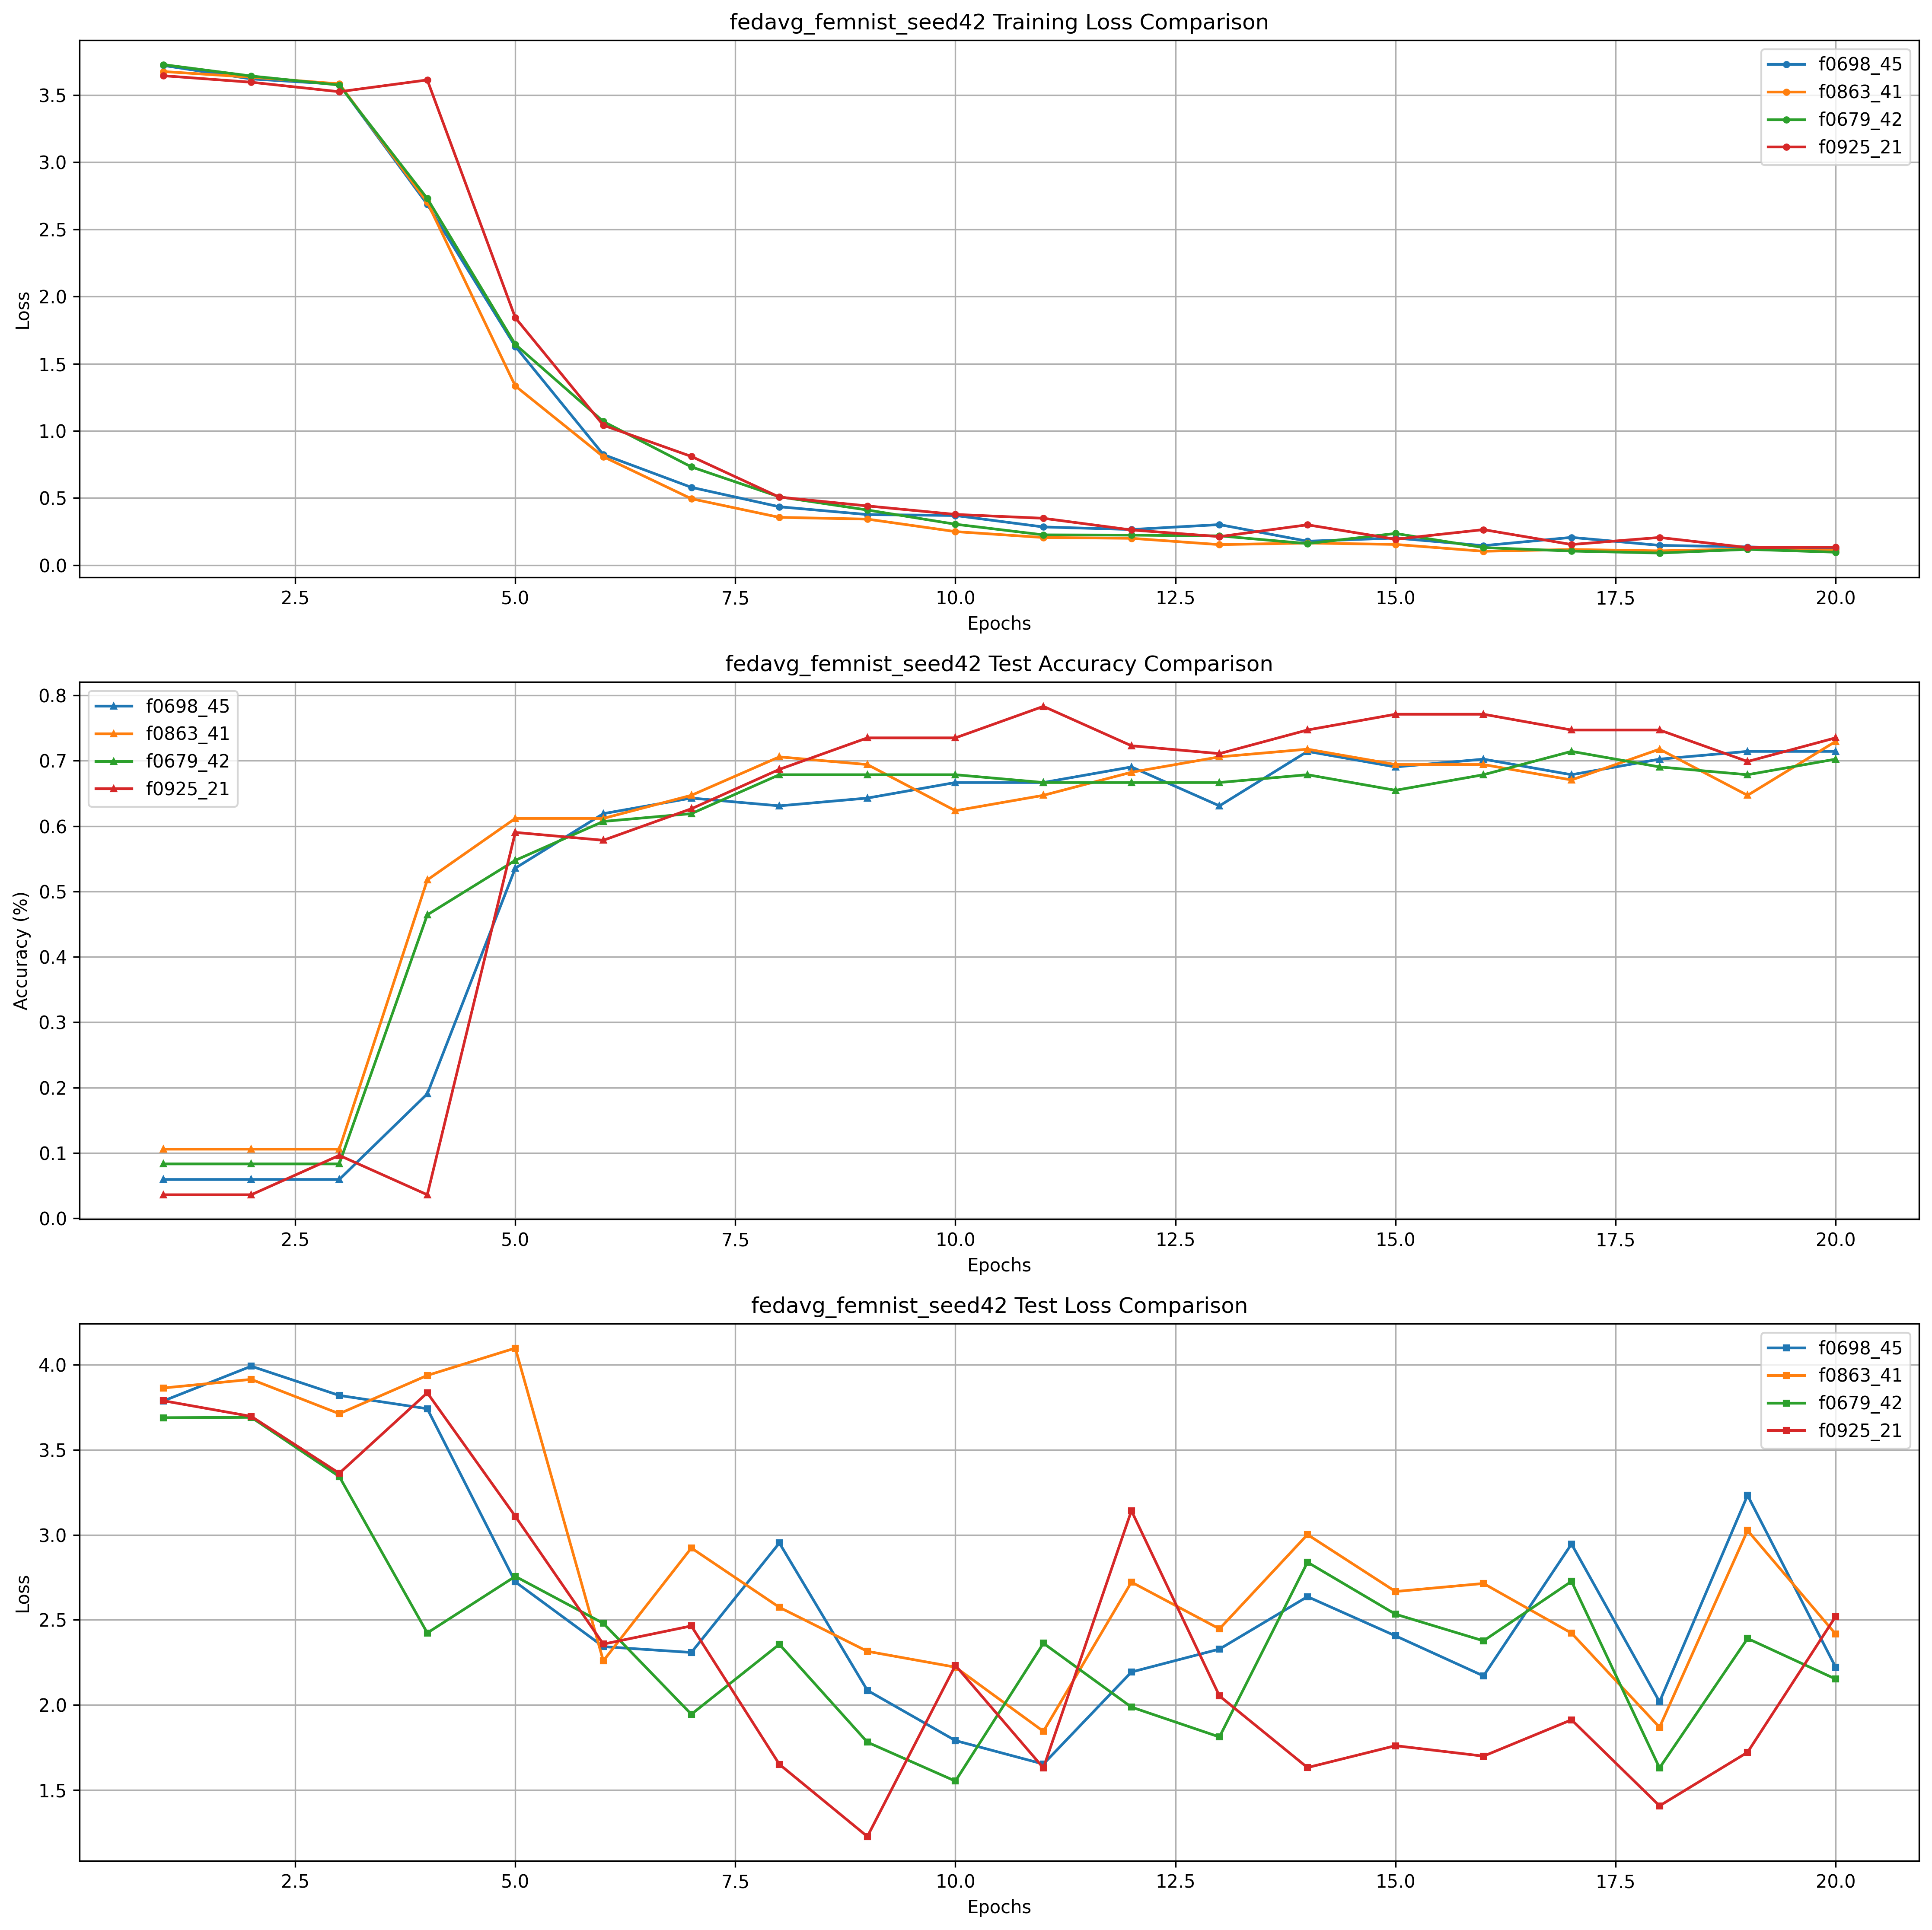 fedavg_femnist_seed42 Training Loss Comparison
f0698_45
f0863_41
f0679_42
f0925_21
3.5
3.0
2.5
2.0
1.5
1.0
0.5
0.0
Loss
2.5 5.0 7.5 10.0 12.5 15.0 17.5 20.0
Epochs
fedavg_femnist_seed42 Test Accuracy Comparison
f0698_45
f0863_41
f0679_42
f0925_21
0.8
0.7
0.6
0.5
0.4
0.3
0.2
0.1
0.0
Accuracy (%)
2.5 5.0 7.5 10.0 12.5 15.0 17.5 20.0
Epochs
fedavg_femnist_seed42 Test Loss Comparison
f0698_45
f0863_41
f0679_42
f0925_21
4.0
3.5
3.0
2.5
2.0
1.5
Loss
2.5 5.0 7.5 10.0 12.5 15.0 17.5 20.0
Epochs